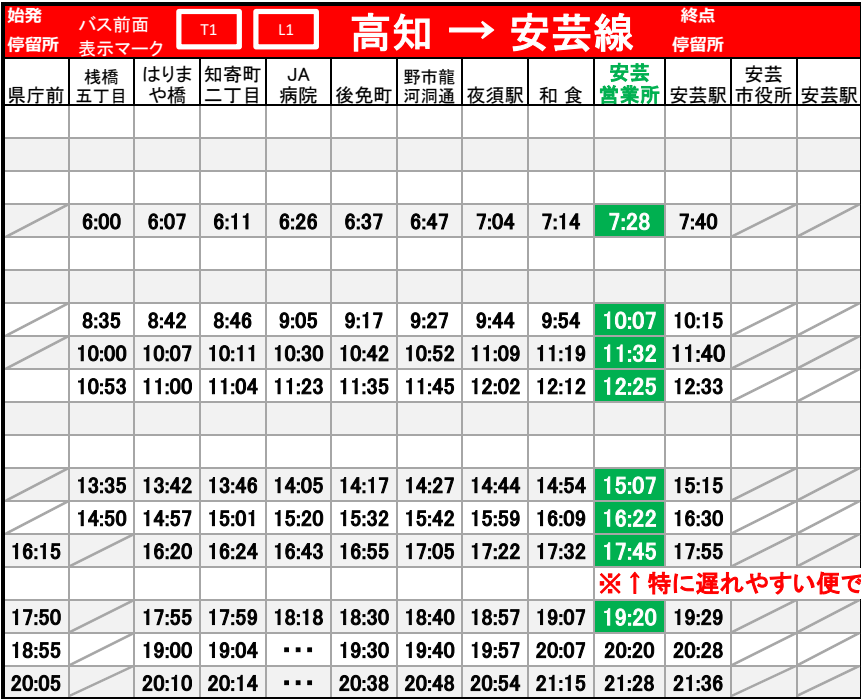 始発
停留所
バス前面
表示マーク
T1
L1
高知 → 安芸線
終点
停留所
県庁前 桟橋五丁目 はりまや橋 知寄町二丁目 JA病院 後免町 野市龍河洞通 夜須駅 和 食 安芸営業所 安芸駅 安芸市役所 安芸駅
6:00 6:07 6:11 6:26 6:37 6:47 7:04 7:14 7:28 7:40
8:35 8:42 8:46 9:05 9:17 9:27 9:44 9:54 10:07 10:15
10:00 10:07 10:11 10:30 10:42 10:52 11:09 11:19 11:32 11:40
10:53 11:00 11:04 11:23 11:35 11:45 12:02 12:12 12:25 12:33
13:35 13:42 13:46 14:05 14:17 14:27 14:44 14:54 15:07 15:15
14:50 14:57 15:01 15:20 15:32 15:42 15:59 16:09 16:22 16:30
16:15 16:20 16:24 16:43 16:55 17:05 17:22 17:32 17:45 17:55
※↑特に遅れやすい便で
17:50 17:55 17:59 18:18 18:30 18:40 18:57 19:07 19:20 19:29
18:55 19:00 19:04 ・・・ 19:30 19:40 19:57 20:07 20:20 20:28
20:05 20:10 20:14 ・・・ 20:38 20:48 20:54 21:15 21:28 21:36